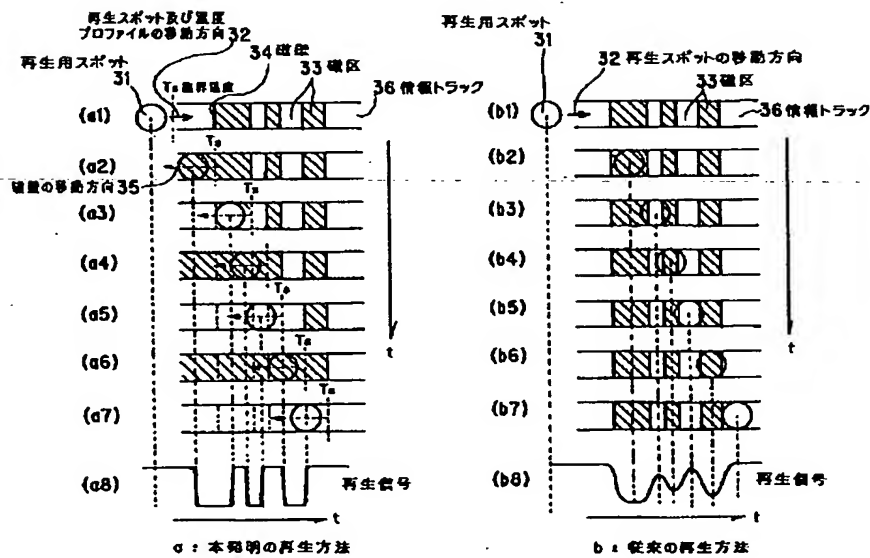 再生スポット及び温度
プロファイルの移動方向 32
再生用スポット
31
Ts 臨界温度
34 磁壁
33 磁区
36 情報トラック
(a1)
Ts
(a2)
磁壁の移動方向 35
Ts
(a3)
(a4)
Ts
(a5)
Ts
(a6)
Ts
(a7)
(a8)
再生信号
t
t
a : 本発明の再生方法
再生用スポット
31
32 再生スポットの移動方向
33 磁区
36 情報トラック
(b1)
(b2)
(b3)
(b4)
(b5)
(b6)
(b7)
(b8)
再生信号
t
t
b : 従来の再生方法